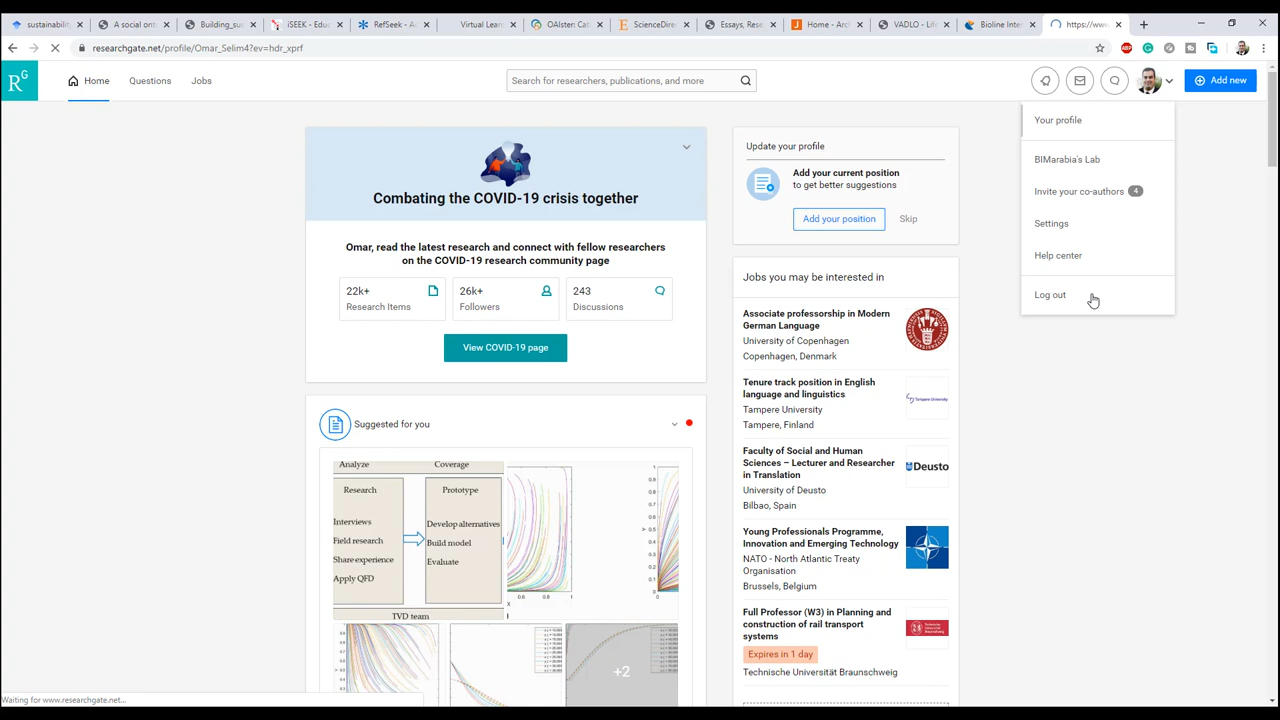 sustainability
A social onto
Building_sus
iSEEK - Educ
RefSeek - Ac
Virtual Learn
OAIster: Cat
ScienceDirec
Essays, Rese
Home - Arch
VADLO - Life
Bioline Inter
https://www.
researchgate.net/profile/Omar_Selim4?ev=hdr_xprf
ABP
RG
Home
Questions
Jobs
Search for researchers, publications, and more
Add new
Your profile
BIMarabia's Lab
Invite your co-authors 4
Settings
Help center
Log out
Combating the COVID-19 crisis together
Omar, read the latest research and connect with fellow researchers
on the COVID-19 research community page
22k+
Research Items
26k+
Followers
243
Discussions
View COVID-19 page
Suggested for you
Analyze Coverage
Research
Interviews
Field research
Share experience
Apply QFD
Prototype
Develop alternatives
Build model
Evaluate
TVD team
+2
Update your profile
Add your current position
to get better suggestions
Add your position
Skip
Jobs you may be interested in
Associate professorship in Modern
German Language
University of Copenhagen
Copenhagen, Denmark
Tenure track position in English
language and linguistics
Tampere University
Tampere, Finland
Tampere University
Faculty of Social and Human
Sciences – Lecturer and Researcher
in Translation
University of Deusto
Bilbao, Spain
Deusto
Young Professionals Programme,
Innovation and Emerging Technology
NATO - North Atlantic Treaty
Organisation
Brussels, Belgium
Full Professor (W3) in Planning and
construction of rail transport
systems
Expires in 1 day
Technische Universität Braunschweig
Waiting for www.researchgate.net...